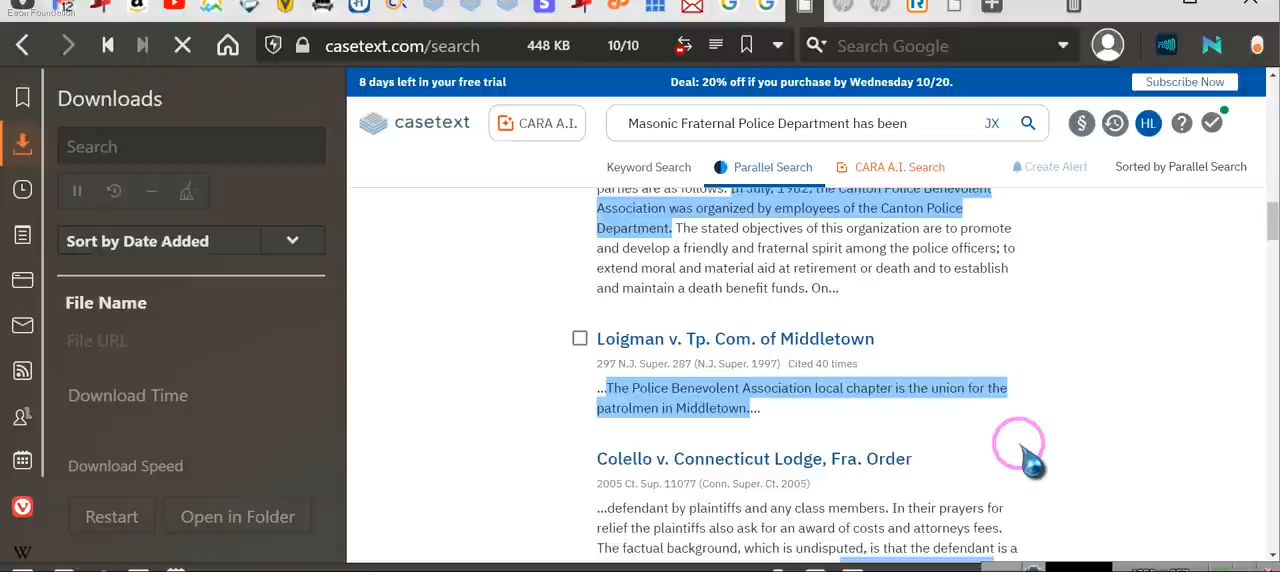 Eaon Foundation
casetext.com/search
448 KB
10/10
Search Google
Downloads
Search
Sort by Date Added
File Name
File URL
Download Time
Download Speed
Restart
Open in Folder
W
8 days left in your free trial
Deal: 20% off if you purchase by Wednesday 10/20.
Subscribe Now
casetext
CARA A.I.
Masonic Fraternal Police Department has been
JX
§
HL
?
Keyword Search
Parallel Search
CARA A.I. Search
Create Alert
Sorted by Parallel Search
parties are as follows: In July, 1962, the Canton Police Benevolent
Association was organized by employees of the Canton Police
Department. The stated objectives of this organization are to promote
and develop a friendly and fraternal spirit among the police officers; to
extend moral and material aid at retirement or death and to establish
and maintain a death benefit funds. On...
Loigman v. Tp. Com. of Middletown
297 N.J. Super. 287 (N.J. Super. 1997) Cited 40 times
...The Police Benevolent Association local chapter is the union for the
patrolmen in Middletown....
Colello v. Connecticut Lodge, Fra. Order
2005 Ct. Sup. 11077 (Conn. Super. Ct. 2005)
...defendant by plaintiffs and any class members. In their prayers for
relief the plaintiffs also ask for an award of costs and attorneys fees.
The factual background, which is undisputed, is that the defendant is a